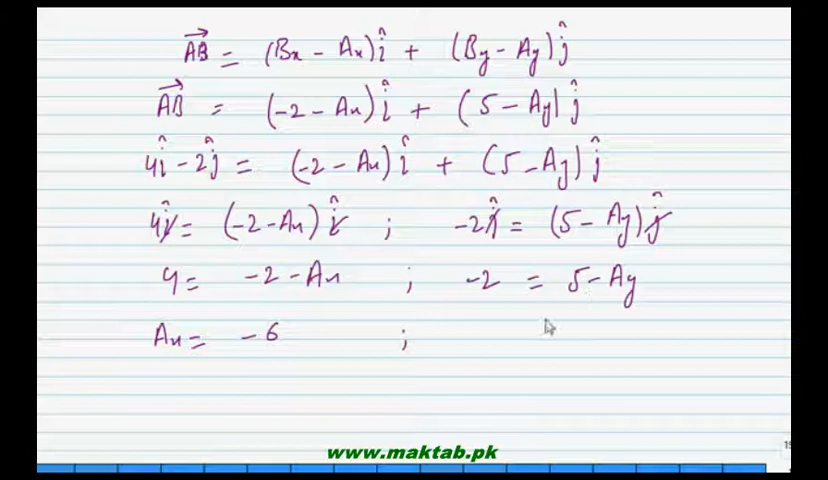 AB⃗ = (Bx - Ax)î + (By - Ay)ĵ
AB⃗ = (-2 - Ax)î + (5 - Ay)ĵ
4î - 2ĵ = (-2 - Ax)î + (5 - Ay)ĵ
4î = (-2 - Ax)î ; -2ĵ = (5 - Ay)ĵ
4 = -2 - Ax ; -2 = 5 - Ay
Ax = -6 ;
www.maktab.pk